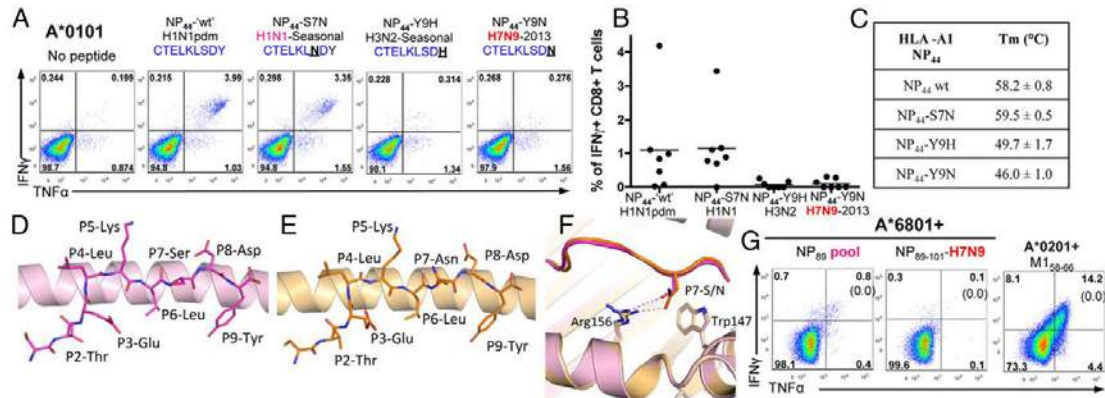 A
A*0101
No peptide
NP44-'wt'
H1N1pdm
CTELKLSDY
NP44-S7N
H1N1-Seasonal
CTELKLNDY
NP44-Y9H
H3N2-Seasonal
CTELKLSDH
NP44-Y9N
H7N9-2013
CTELKLSDN
0.244 0.199
98.7 0.874
0.215 3.99
94.8 1.03
0.298 3.35
94.8 1.55
0.228 0.314
98.1 1.34
0.268 0.276
97.9 1.56
IFNγ
TNFα
B
% of IFNγ+ CD8+ T cells
6
5
4
3
2
1
0
NP44-'wt' NP44-S7N NP44-Y9H NP44-Y9N
H1N1pdm H1N1 H3N2 H7N9-2013
C
HLA -A1 Tm (°C)
NP44
NP44 wt 58.2 ± 0.8
NP44-S7N 59.5 ± 0.5
NP44-Y9H 49.7 ± 1.7
NP44-Y9N 46.0 ± 1.0
D
P5-Lys
P4-Leu
P7-Ser
P8-Asp
P6-Leu
P3-Glu
P2-Thr
P9-Tyr
E
P5-Lys
P4-Leu
P7-Asn
P8-Asp
P6-Leu
P3-Glu
P2-Thr
P9-Tyr
F
P7-S/N
Arg156
Trp147
G
A*6801+
NP89 pool
NP89-101-H7N9
A*0201+
M158-66
0.7 0.8
(0.0)
98.1 0.4
0.3 0.1
(0.0)
99.6 0.1
8.1 14.2
(0.0)
73.3 4.4
IFNγ
TNFα